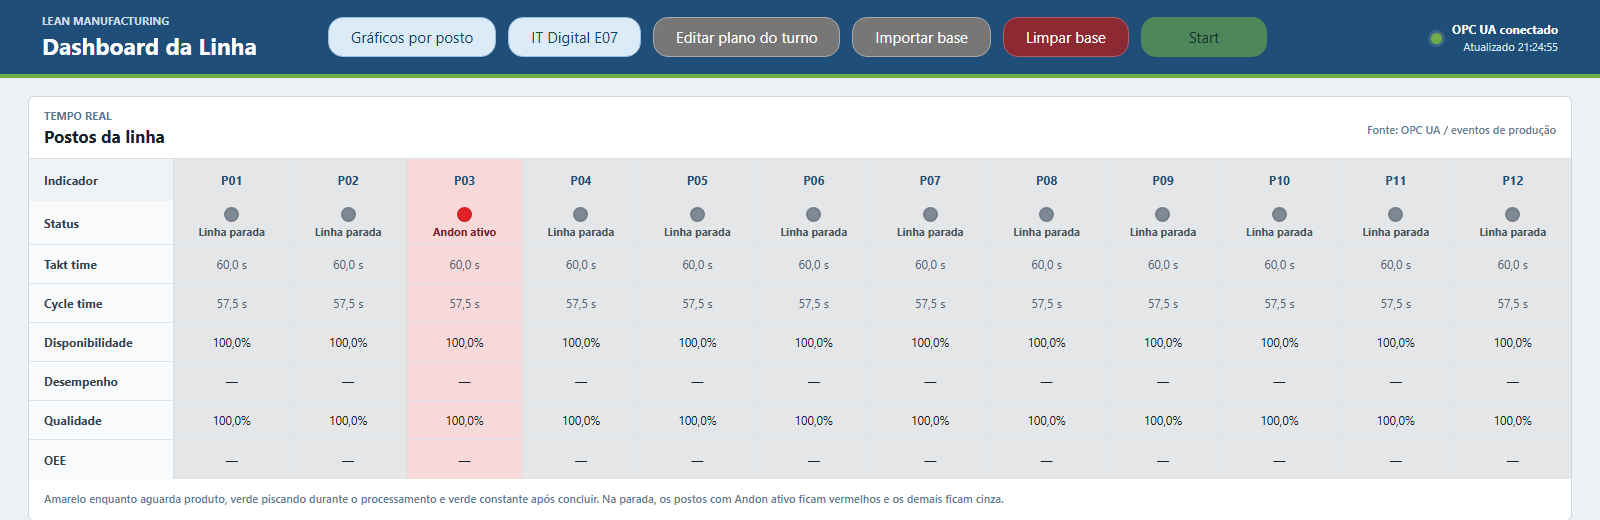 LEAN MANUFACTURING
Dashboard da Linha
Gráficos por posto
IT Digital E07
Editar plano do turno
Importar base
Limpar base
Start
OPC UA conectado
Atualizado 21:24:55
TEMPO REAL
Postos da linha
Fonte: OPC UA / eventos de produção
Indicador P01 P02 P03 P04 P05 P06 P07 P08 P09 P10 P11 P12
Status Linha parada Linha parada Andon ativo Linha parada Linha parada Linha parada Linha parada Linha parada Linha parada Linha parada Linha parada Linha parada
Takt time 60,0 s 60,0 s 60,0 s 60,0 s 60,0 s 60,0 s 60,0 s 60,0 s 60,0 s 60,0 s 60,0 s 60,0 s
Cycle time 57,5 s 57,5 s 57,5 s 57,5 s 57,5 s 57,5 s 57,5 s 57,5 s 57,5 s 57,5 s 57,5 s 57,5 s
Disponibilidade 100,0% 100,0% 100,0% 100,0% 100,0% 100,0% 100,0% 100,0% 100,0% 100,0% 100,0% 100,0%
Desempenho — — — — — — — — — — — —
Qualidade 100,0% 100,0% 100,0% 100,0% 100,0% 100,0% 100,0% 100,0% 100,0% 100,0% 100,0% 100,0%
OEE — — — — — — — — — — — —
Amarelo enquanto aguarda produto, verde piscando durante o processamento e verde constante após concluir. Na parada, os postos com Andon ativo ficam vermelhos e os demais ficam cinza.